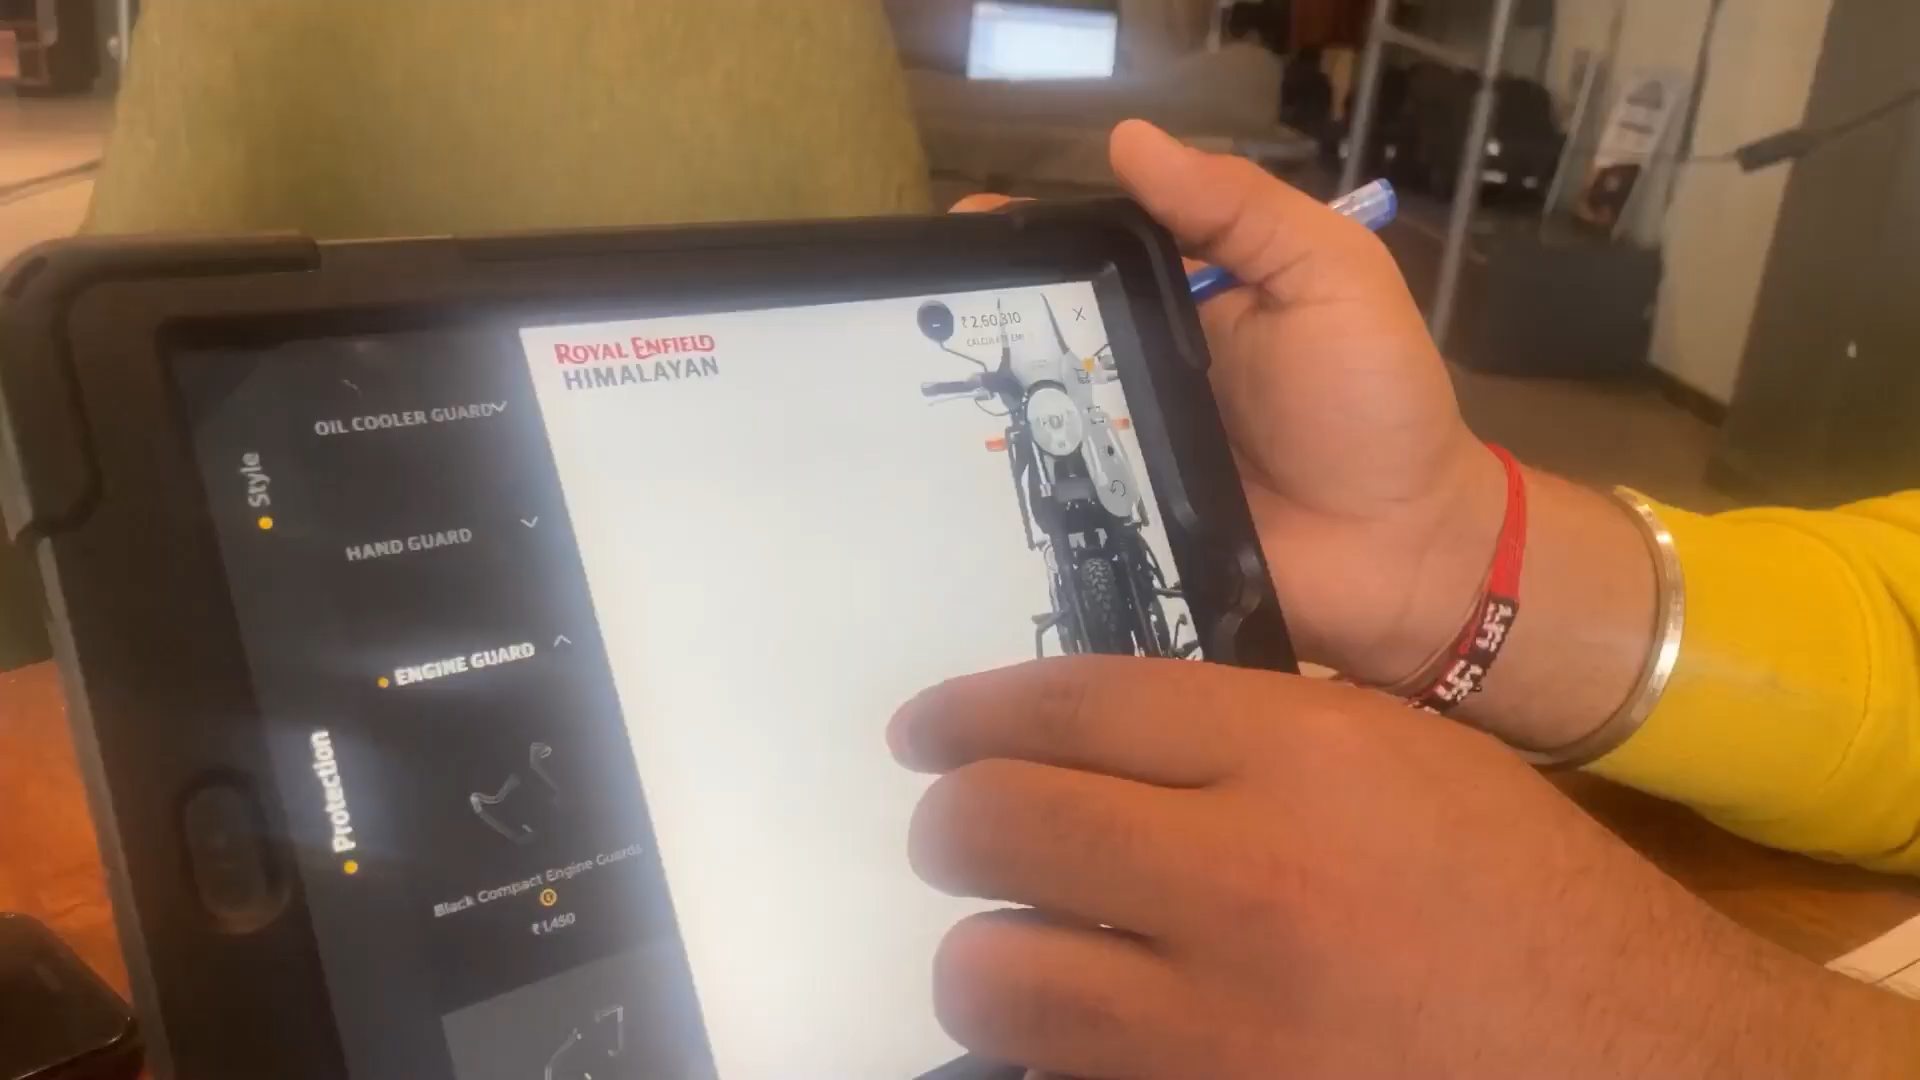 ROYAL ENFIELD
HIMALAYAN
₹ 2,60,310
CALCULATE EMI
X
Style
OIL COOLER GUARD
HAND GUARD
ENGINE GUARD
Protection
Black Compact Engine Guards
₹ 1,450